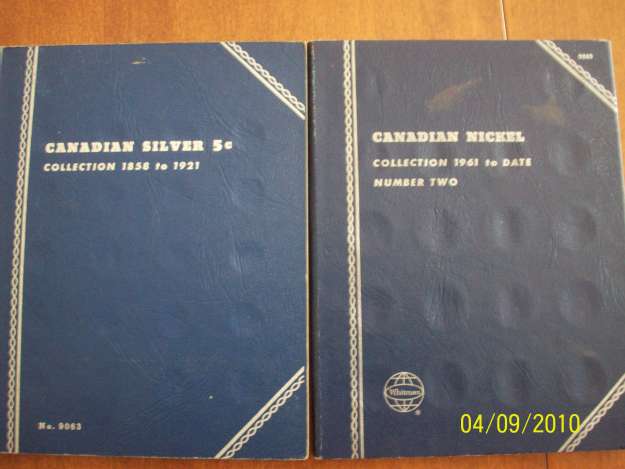 CANADIAN SILVER 5¢
COLLECTION 1858 to 1921
No. 9063
CANADIAN NICKEL
COLLECTION 1961 to DATE
NUMBER TWO
Whitman
®
04/09/2010